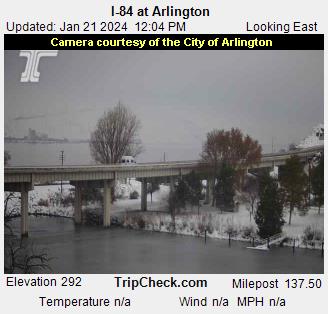 I-84 at Arlington
Updated: Jan 21 2024 12:04 PM Looking East
Camera courtesy of the City of Arlington
Elevation 292 TripCheck.com Milepost 137.50
Temperature n/a Wind n/a MPH n/a